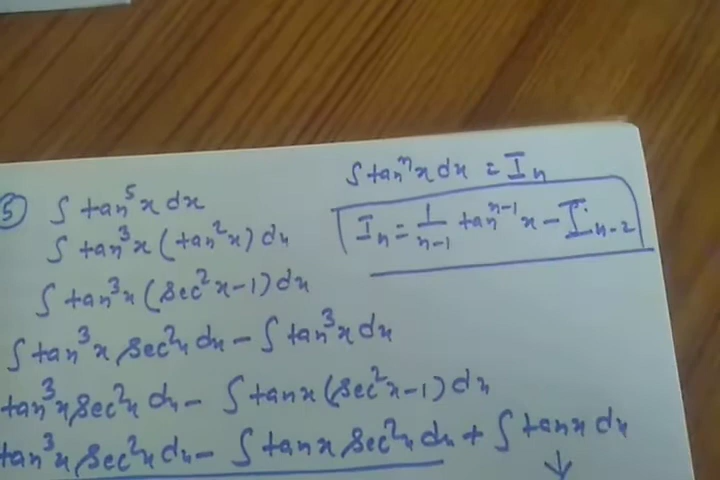 ∫ tanⁿx dx = Iₙ
Iₙ = 1/(n-1) tanⁿ⁻¹x - Iₙ₋₂
5) ∫ tan⁵x dx
∫ tan³x (tan²x) dx
∫ tan³x (sec²x-1) dx
∫ tan³x sec²x dx - ∫ tan³x dx
tan³x sec²x dx - ∫ tanx (sec²x-1) dx
tan³x sec²x dx - ∫ tanx sec²x dx + ∫ tanx dx
↓